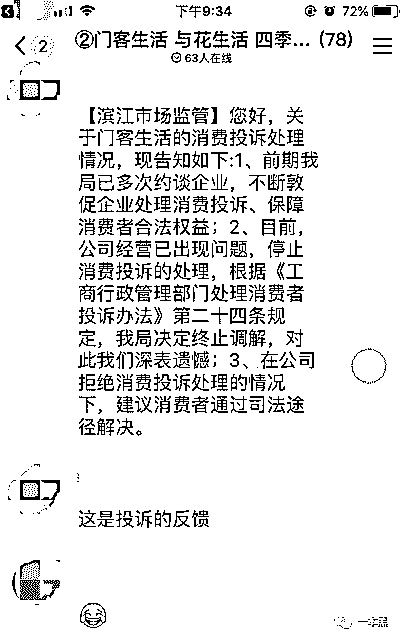 下午9:34
72%
2
②门客生活 与花生活 四季... (78)
63人在线
【滨江市场监管】您好，关
于门客生活的消费投诉处理
情况，现告知如下:1、前期我
局已多次约谈企业，不断敦
促企业处理消费投诉、保障
消费者合法权益；2、目前，
公司经营已出现问题，停止
消费投诉的处理，根据《工
商行政管理部门处理消费者
投诉办法》第二十四条规
定，我局决定终止调解，对
此我们深表遗憾；3、在公司
拒绝消费投诉处理的情况
下，建议消费者通过司法途
径解决。
这是投诉的反馈
一本黑